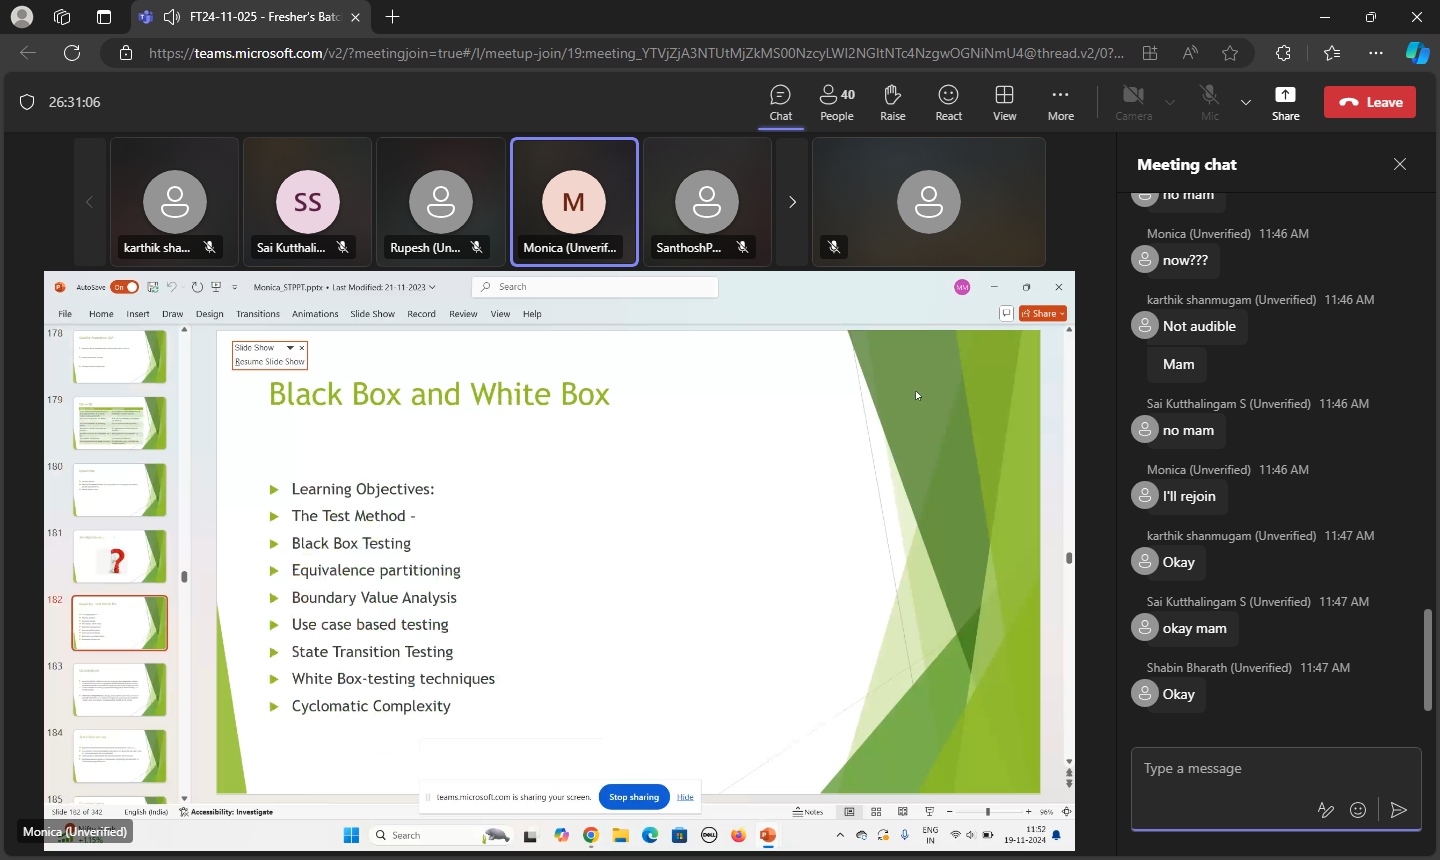 FT24-11-025 - Fresher's Batc
https://teams.microsoft.com/v2/?meetingjoin=true#/l/meetup-join/19:meeting_YTVjZjA3NTUtMjZkMS00NzcyLWI2NGItNTc4NzgwOGNiNmU4@thread.v2/0?...
26:31:06
Chat
40
People
Raise
React
View
More
Camera
Mic
Share
Leave
karthik sha...
SS
Sai Kutthali...
Rupesh (Un...
M
Monica (Unverif...
SanthoshP...
AutoSave
On
Monica_STPPT.pptx • Last Modified: 21-11-2023
Search
MM
File
Home
Insert
Draw
Design
Transitions
Animations
Slide Show
Record
Review
View
Help
Share
178
179
180
181
?
182
183
184
185
Slide Show
Resume Slide Show
Black Box and White Box
Learning Objectives:
The Test Method -
Black Box Testing
Equivalence partitioning
Boundary Value Analysis
Use case based testing
State Transition Testing
White Box-testing techniques
Cyclomatic Complexity
teams.microsoft.com is sharing your screen.
Stop sharing
Hide
Slide 182 of 342
English (India)
Accessibility: Investigate
Notes
96%
Monica (Unverified)
Search
DELL
ENG
IN
11:52
19-11-2024
Meeting chat
no mam
Monica (Unverified) 11:46 AM
now???
karthik shanmugam (Unverified) 11:46 AM
Not audible
Mam
Sai Kutthalingam S (Unverified) 11:46 AM
no mam
Monica (Unverified) 11:46 AM
I'll rejoin
karthik shanmugam (Unverified) 11:47 AM
Okay
Sai Kutthalingam S (Unverified) 11:47 AM
okay mam
Shabin Bharath (Unverified) 11:47 AM
Okay
Type a message